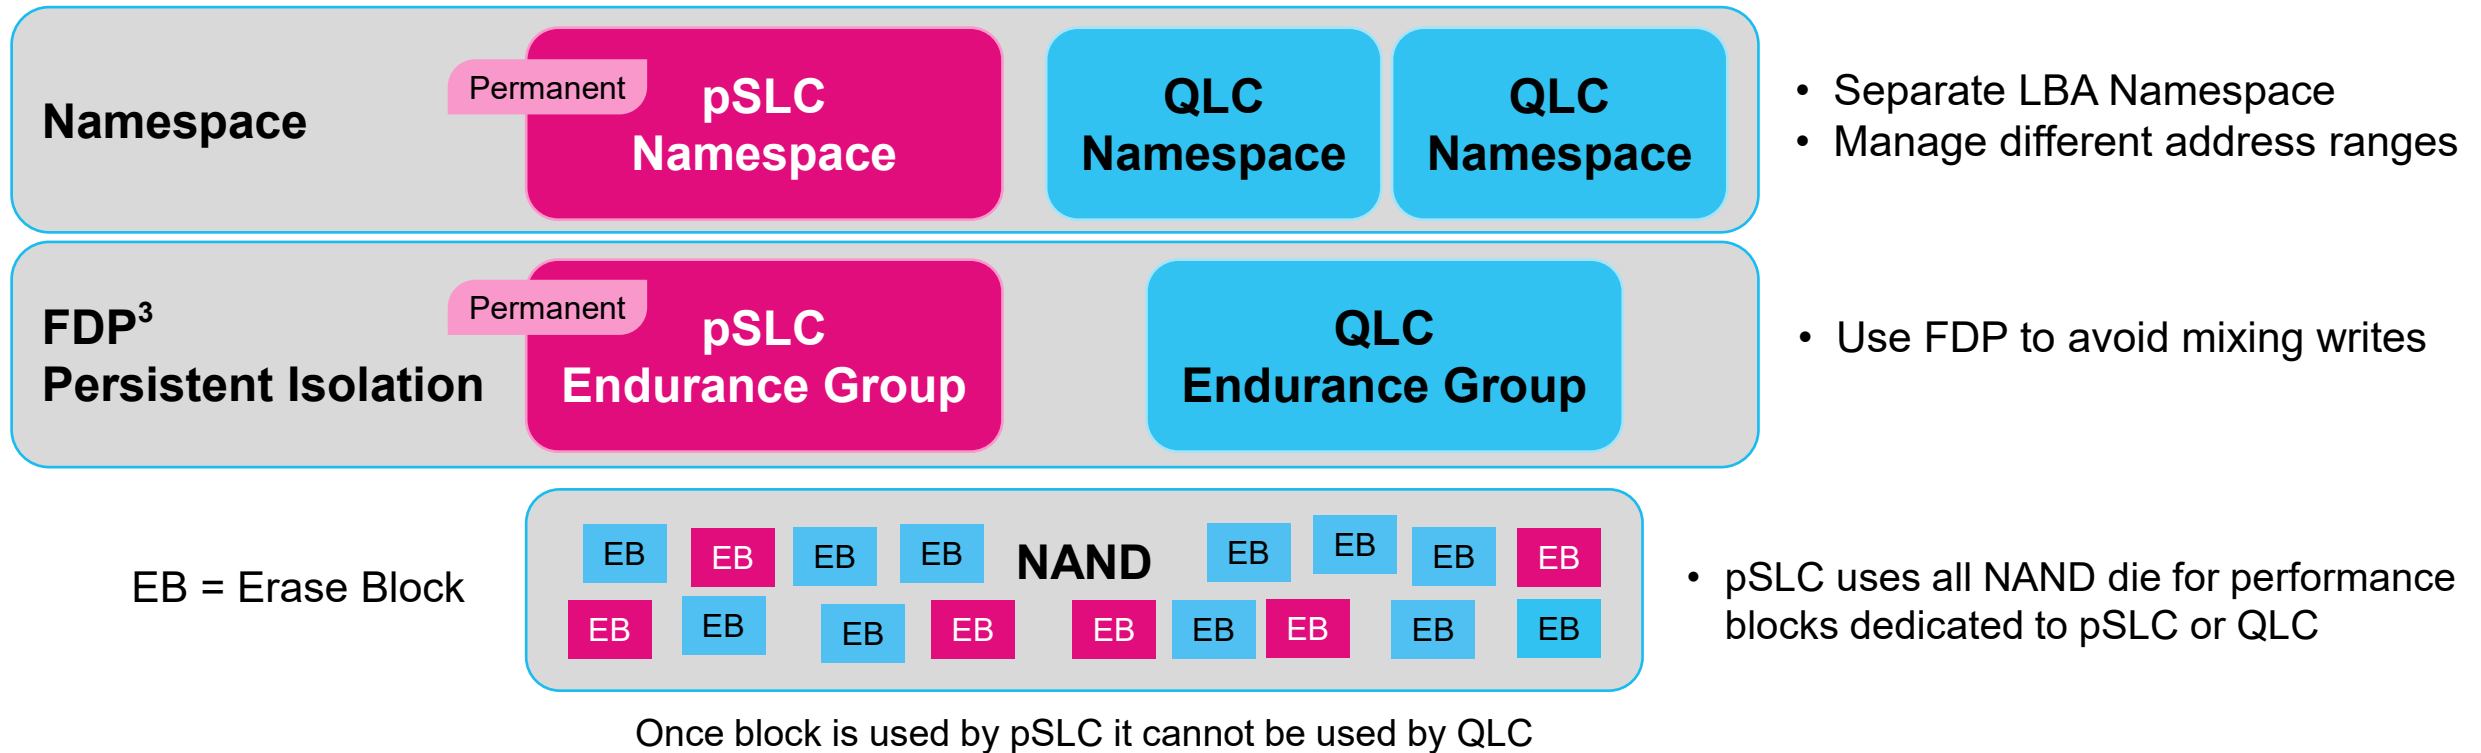 Namespace
Permanent
pSLC
Namespace
QLC
Namespace
QLC
Namespace
• Separate LBA Namespace
• Manage different address ranges
FDP³
Persistent Isolation
Permanent
pSLC
Endurance Group
QLC
Endurance Group
• Use FDP to avoid mixing writes
EB = Erase Block
EB EB EB EB NAND EB EB EB EB
EB EB EB EB EB EB EB EB EB
• pSLC uses all NAND die for performance
blocks dedicated to pSLC or QLC
Once block is used by pSLC it cannot be used by QLC